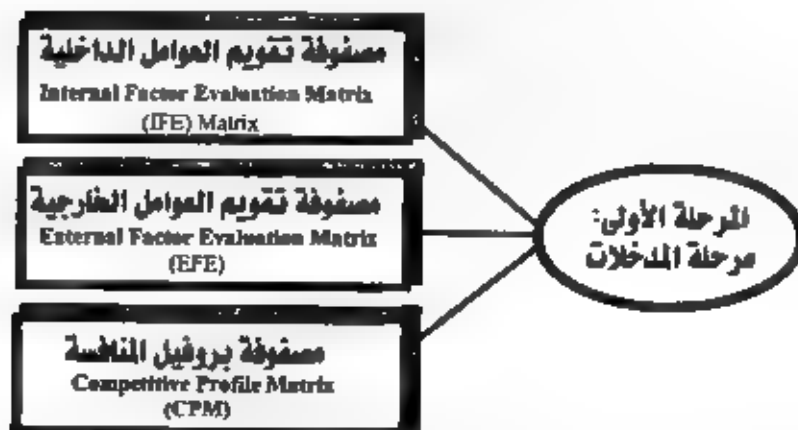 مصفوفة تقويم العوامل الداخلية
Internal Factor Evaluation Matrix
(IFE) Matrix
مصفوفة تقويم العوامل الخارجية
External Factor Evaluation Matrix
(EFE)
مصفوفة بروفيل المنافسة
Competitive Profile Matrix
(CPM)
المرحلة الأولى:
مرحلة المدخلات